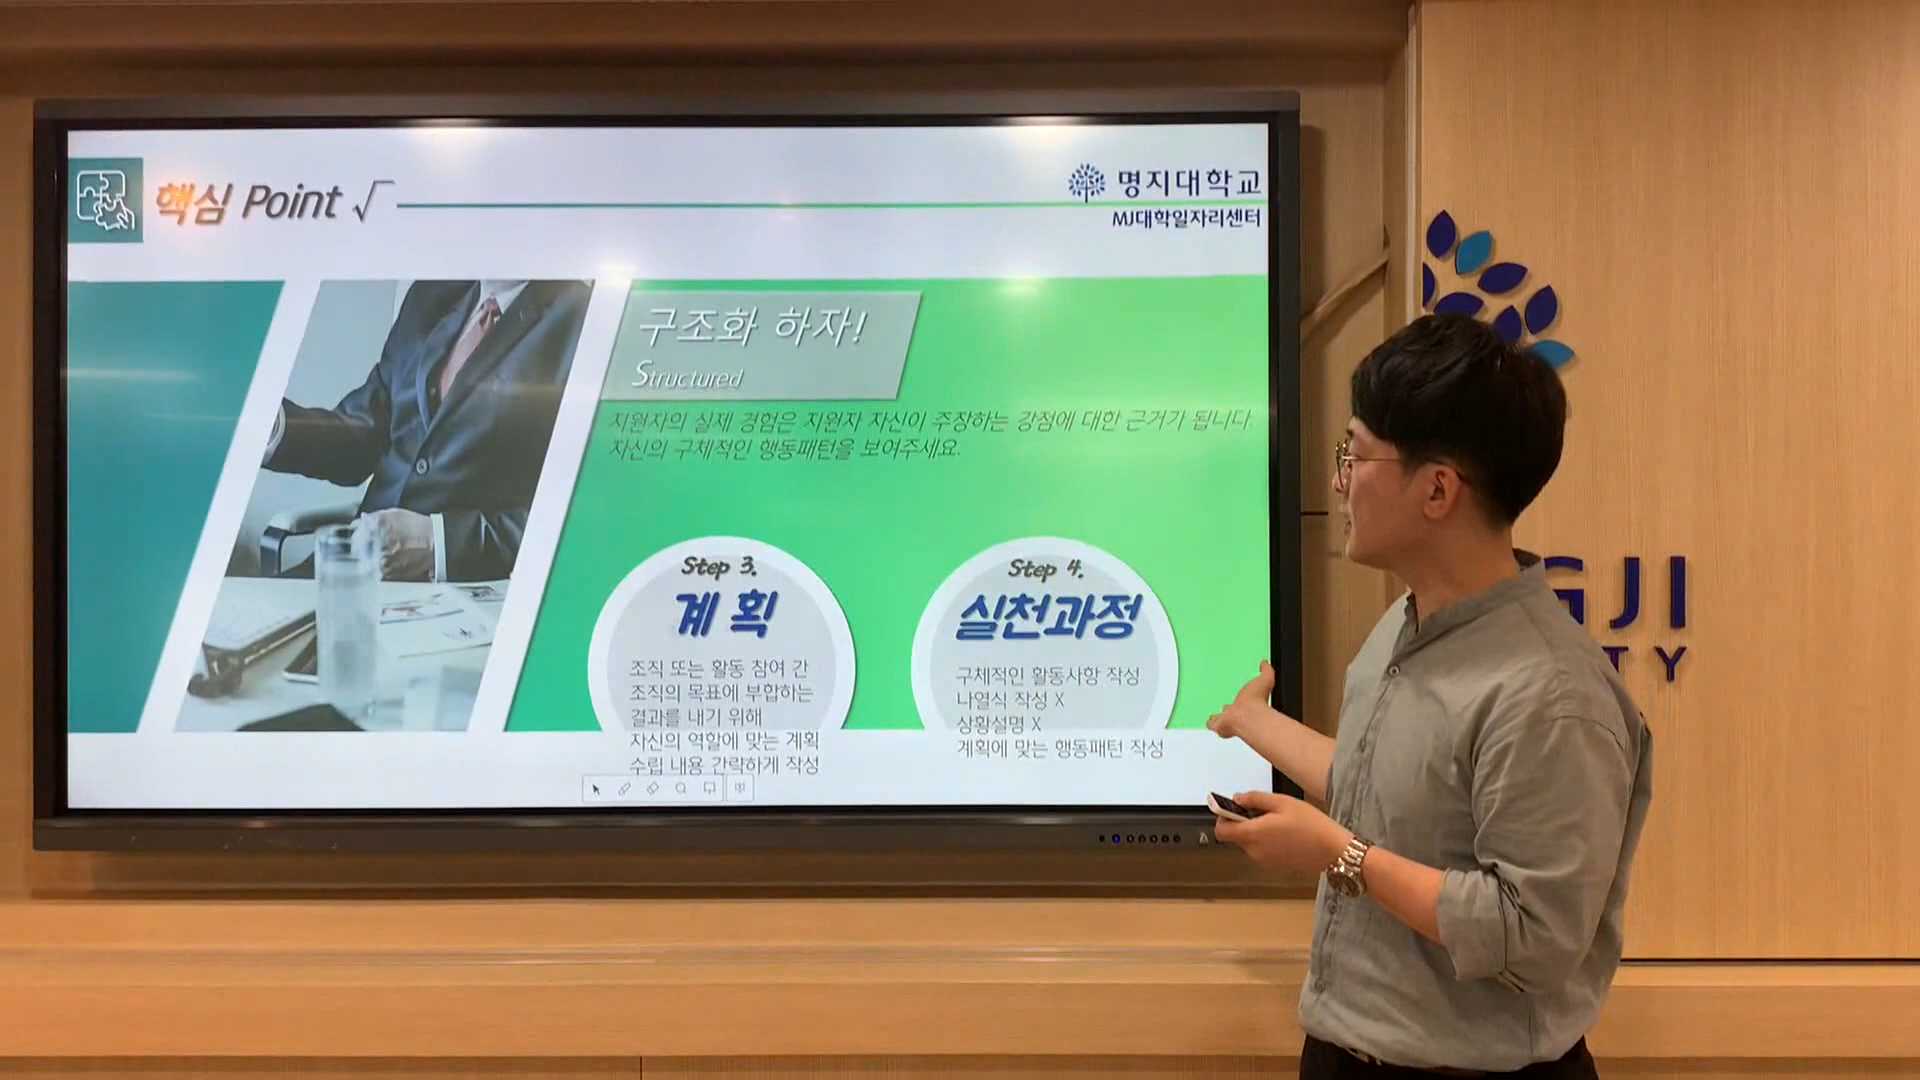 핵심 Point √
명지대학교
MJ대학일자리센터
구조화 하자!
Structured
지원자의 실제 경험은 지원자 자신이 주장하는 강점에 대한 근거가 됩니다.
자신의 구체적인 행동패턴을 보여주세요.
Step 3.
계획
조직 또는 활동 참여 간
조직의 목표에 부합하는
결과를 내기 위해
자신의 역할에 맞는 계획
수립 내용 간략하게 작성
Step 4.
실천과정
구체적인 활동사항 작성
나열식 작성 X
상황설명 X
계획에 맞는 행동패턴 작성
GJI
TY